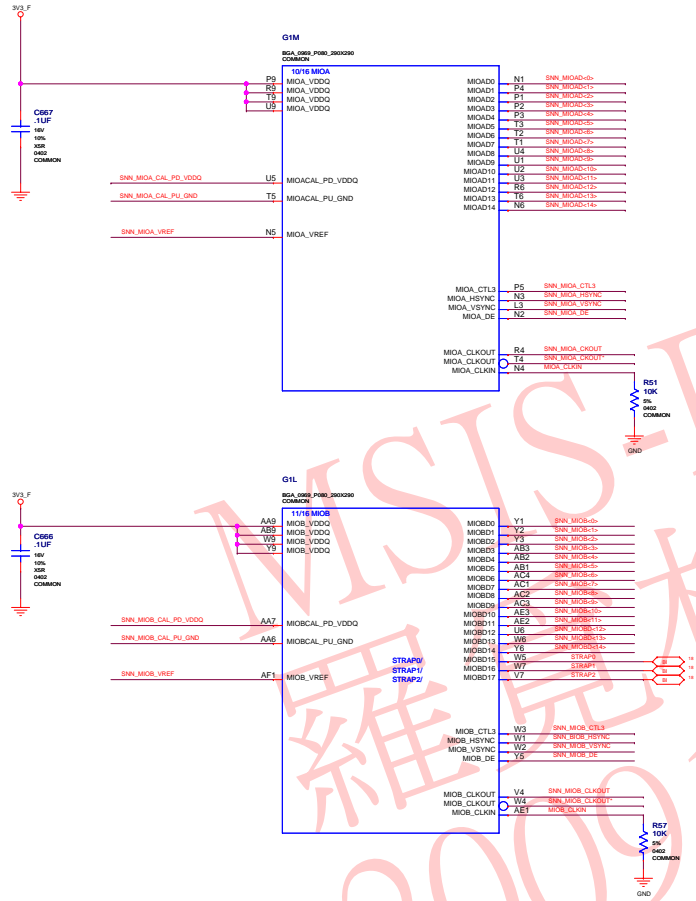 3V3_F
G1M
BGA_0969_P080_290X290
COMMON
10/16 MIOA
P9 MIOA_VDDQ
R9 MIOA_VDDQ
T9 MIOA_VDDQ
U9 MIOA_VDDQ
C667
.1UF
16V
10%
X5R
0402
COMMON
SNN_MIOA_CAL_PD_VDDQ U5 MIOACAL_PD_VDDQ
SNN_MIOA_CAL_PU_GND T5 MIOACAL_PU_GND
SNN_MIOA_VREF N5 MIOA_VREF
MIOAD0 N1 SNN_MIOAD<0>
MIOAD1 P4 SNN_MIOAD<1>
MIOAD2 P1 SNN_MIOAD<2>
MIOAD3 P2 SNN_MIOAD<3>
MIOAD4 P3 SNN_MIOAD<4>
MIOAD5 T3 SNN_MIOAD<5>
MIOAD6 T2 SNN_MIOAD<6>
MIOAD7 T1 SNN_MIOAD<7>
MIOAD8 U4 SNN_MIOAD<8>
MIOAD9 U1 SNN_MIOAD<9>
MIOAD10 U2 SNN_MIOAD<10>
MIOAD11 U3 SNN_MIOAD<11>
MIOAD12 R6 SNN_MIOAD<12>
MIOAD13 T6 SNN_MIOAD<13>
MIOAD14 N6 SNN_MIOAD<14>
MIOA_CTL3 P5 SNN_MIOA_CTL3
MIOA_HSYNC N3 SNN_MIOA_HSYNC
MIOA_VSYNC L3 SNN_MIOA_VSYNC
MIOA_DE N2 SNN_MIOA_DE
MIOA_CLKOUT R4 SNN_MIOA_CKOUT
MIOA_CLKOUT T4 SNN_MIOA_CKOUT*
MIOA_CLKIN N4 MIOA_CLKIN
R51
10K
5%
0402
COMMON
GND
3V3_F
G1L
BGA_0969_P080_290X290
COMMON
11/16 MIOB
AA9 MIOB_VDDQ
AB9 MIOB_VDDQ
W9 MIOB_VDDQ
Y9 MIOB_VDDQ
C666
.1UF
16V
10%
X5R
0402
COMMON
SNN_MIOB_CAL_PD_VDDQ AA7 MIOBCAL_PD_VDDQ
SNN_MIOB_CAL_PU_GND AA6 MIOBCAL_PU_GND
SNN_MIOB_VREF AF1 MIOB_VREF
MIOBD0 Y1 SNN_MIOB<0>
MIOBD1 Y2 SNN_MIOB<1>
MIOBD2 Y3 SNN_MIOB<2>
MIOBD3 AB3 SNN_MIOB<3>
MIOBD4 AB2 SNN_MIOB<4>
MIOBD5 AB1 SNN_MIOB<5>
MIOBD6 AC4 SNN_MIOB<6>
MIOBD7 AC1 SNN_MIOB<7>
MIOBD8 AC2 SNN_MIOB<8>
MIOBD9 AC3 SNN_MIOB<9>
MIOBD10 AE3 SNN_MIOB<10>
MIOBD11 AE2 SNN_MIOB<11>
MIOBD12 U6 SNN_MIOBD<12>
MIOBD13 W6 SNN_MIOBD<13>
MIOBD14 Y6 SNN_MIOBD<14>
STRAP0/ MIOBD15 W5 STRAP0 BI
STRAP1/ MIOBD16 W7 STRAP1 BI
STRAP2/ MIOBD17 V7 STRAP2 BI
MIOB_CTL3 W3 SNN_MIOB_CTL3
MIOB_HSYNC W1 SNN_BIOB_HSYNC
MIOB_VSYNC W2 SNN_MIOB_VSYNC
MIOB_DE Y5 SNN_MIOB_DE
MIOB_CLKOUT V4 SNN_MIOB_CLKOUT
MIOB_CLKOUT W4 SNN_MIOB_CLKOUT*
MIOB_CLKIN AE1 MIOB_CLKIN
R57
10K
5%
0402
COMMON
GND
MSIS-
羅
2009